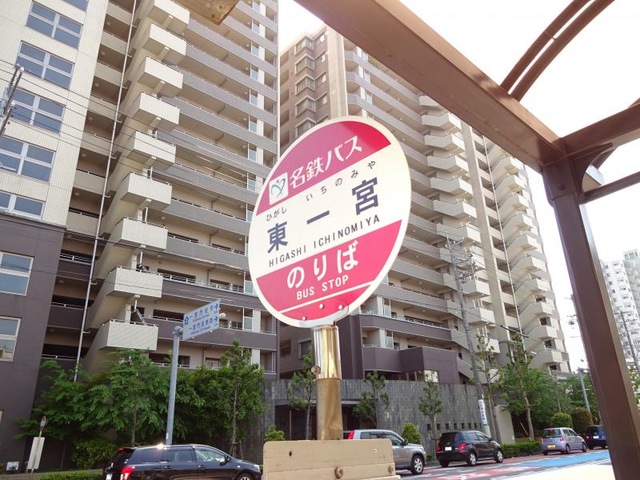 名鉄バス
ひがし いちのみや
東一宮
HIGASHI ICHINOMIYA
のりば
BUS STOP